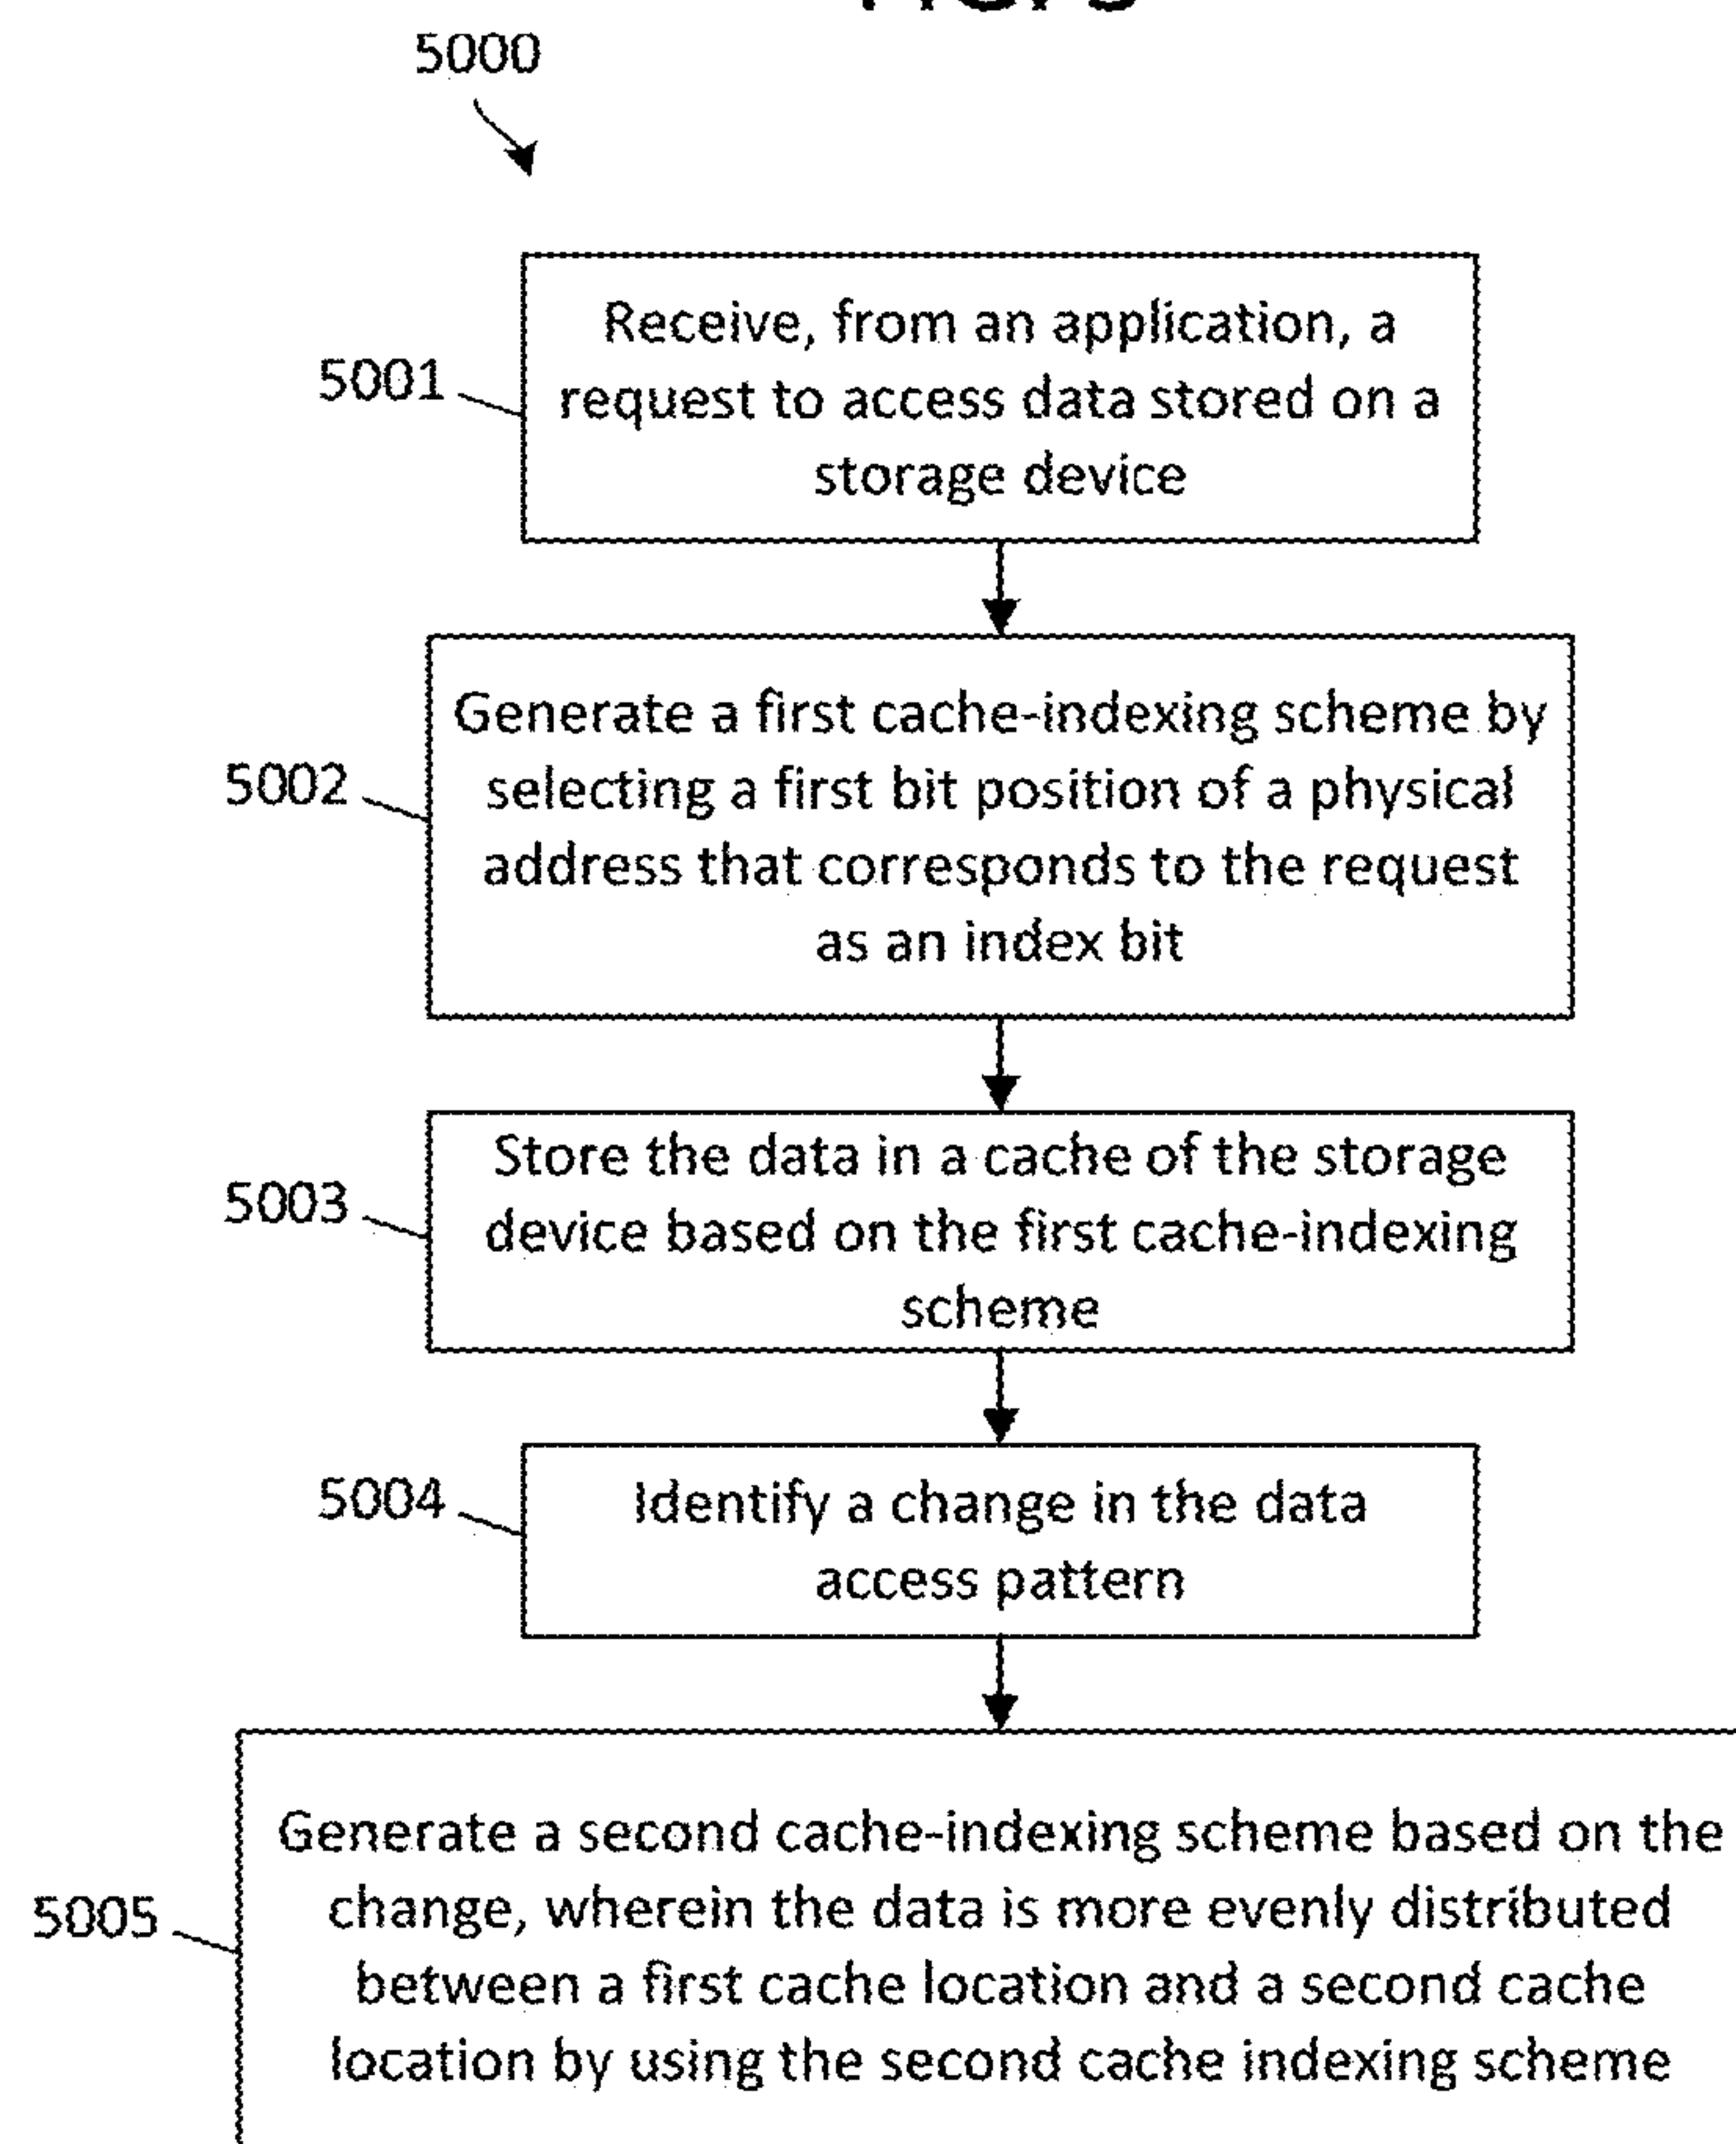 5000
Receive, from an application, a
5001
request to access data stored on a
storage device
Generate a first cache-indexing scheme by
5002
selecting a first bit position of a physical
address that corresponds to the request
as an index bit
Store the data in a cache of the storage
5003
device based on the first cache-indexing
scheme
5004
Identify a change in the data
access pattern
Generate a second cache-indexing scheme based on the
5005
change, wherein the data is more evenly distributed
between a first cache location and a second cache
location by using the second cache indexing scheme